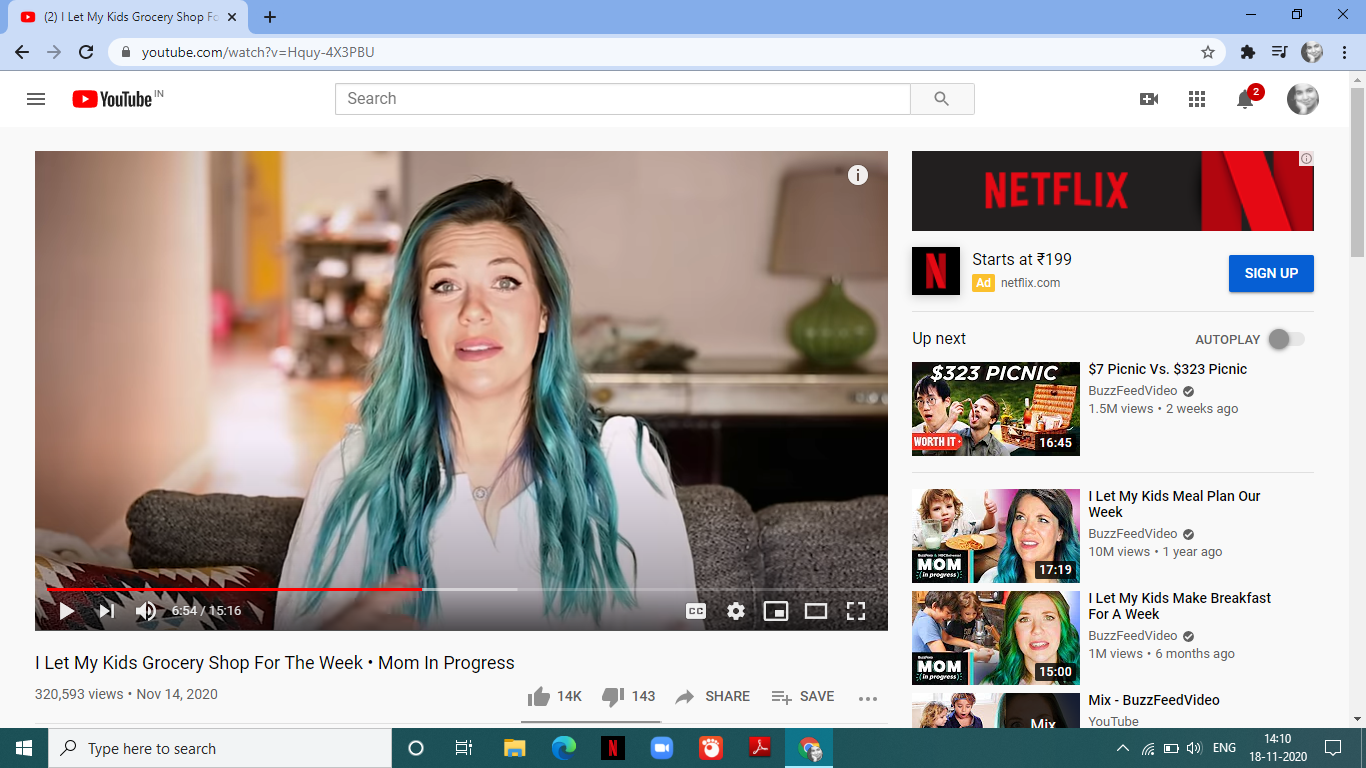 (2) I Let My Kids Grocery Shop Fo
youtube.com/watch?v=Hquy-4X3PBU
YouTube IN
Search
2
NETFLIX
N
Starts at ₹199
Ad netflix.com
SIGN UP
Up next
AUTOPLAY
$323 PICNIC
WORTH IT
16:45
$7 Picnic Vs. $323 Picnic
BuzzFeedVideo
1.5M views • 2 weeks ago
MOM
(in progress)
17:19
I Let My Kids Meal Plan Our
Week
BuzzFeedVideo
10M views • 1 year ago
MOM
(in progress)
15:00
I Let My Kids Make Breakfast
For A Week
BuzzFeedVideo
1M views • 6 months ago
Mix
Mix - BuzzFeedVideo
YouTube
6:54 / 15:16
CC
I Let My Kids Grocery Shop For The Week • Mom In Progress
320,593 views • Nov 14, 2020
14K
143
SHARE
SAVE
Type here to search
N
ENG
14:10
18-11-2020